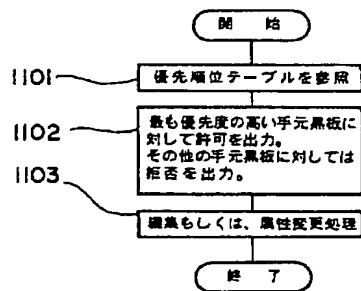 開 始
1101
優先順位テーブルを参照
1102
最も優先度の高い手元黒板に
対して許可を出力。
その他の手元黒板に対しては
拒否を出力。
1103
編集もしくは、属性変更処理
終 了